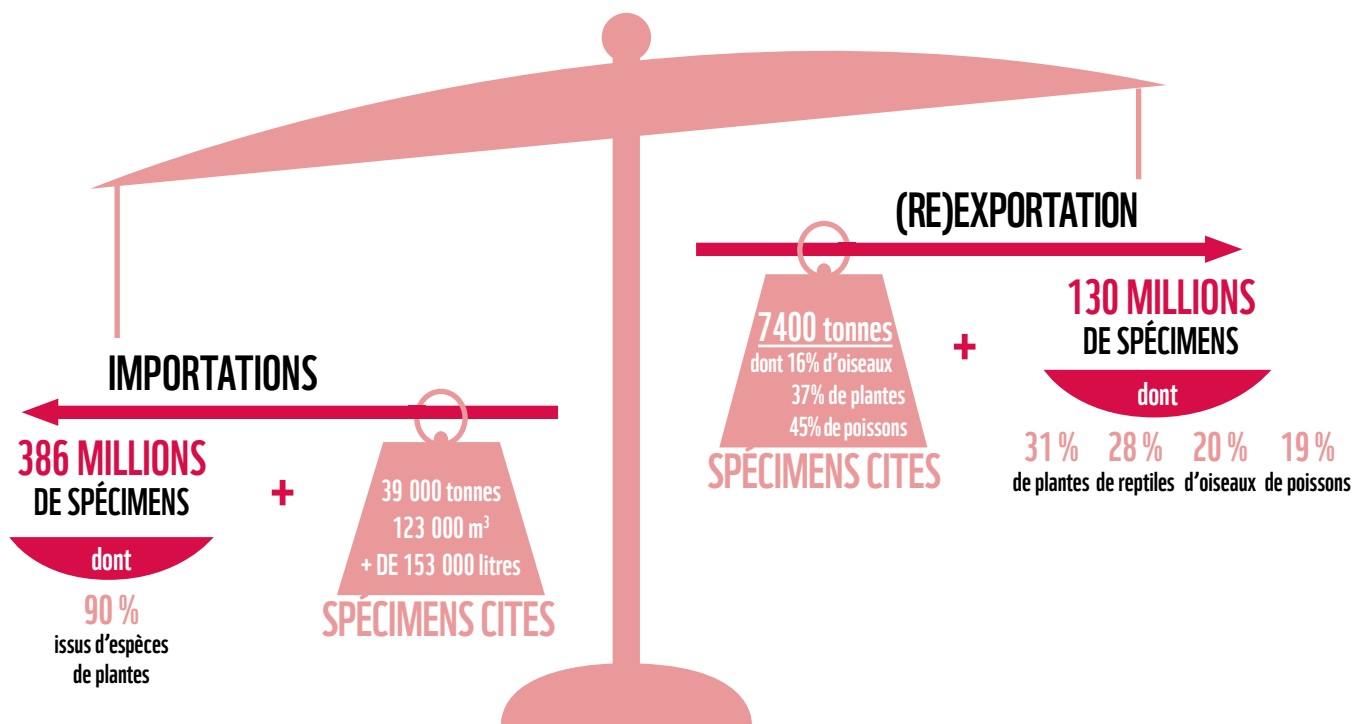 (RE)EXPORTATION
7400 tonnes
dont 16% d'oiseaux
37% de plantes
45% de poissons
SPÉCIMENS CITES
+
130 MILLIONS
DE SPÉCIMENS
dont
31 %
de plantes
28 %
de reptiles
20 %
d'oiseaux
19 %
de poissons
IMPORTATIONS
386 MILLIONS
DE SPÉCIMENS
dont
90 %
issus d'espèces
de plantes
+
39 000 tonnes
123 000 m³
+ DE 153 000 litres
SPÉCIMENS CITES